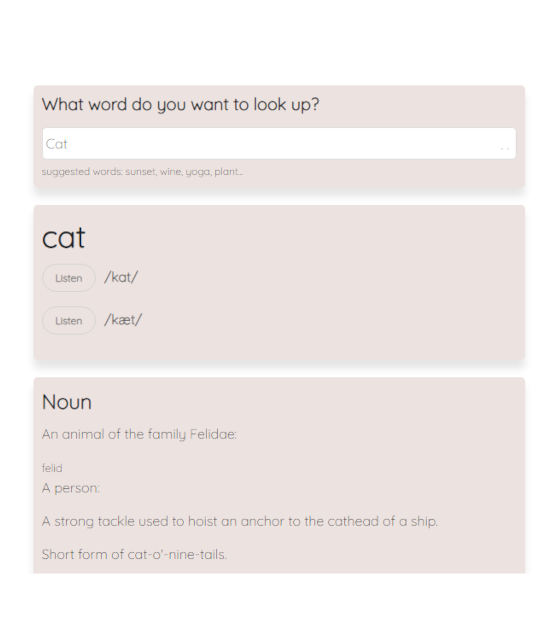 What word do you want to look up?
Cat
suggested words: sunset, wine, yoga, plant...
cat
Listen /kat/
Listen /kæt/
Noun
An animal of the family Felidae:
felid
A person:
A strong tackle used to hoist an anchor to the cathead of a ship.
Short form of cat-o'-nine-tails.